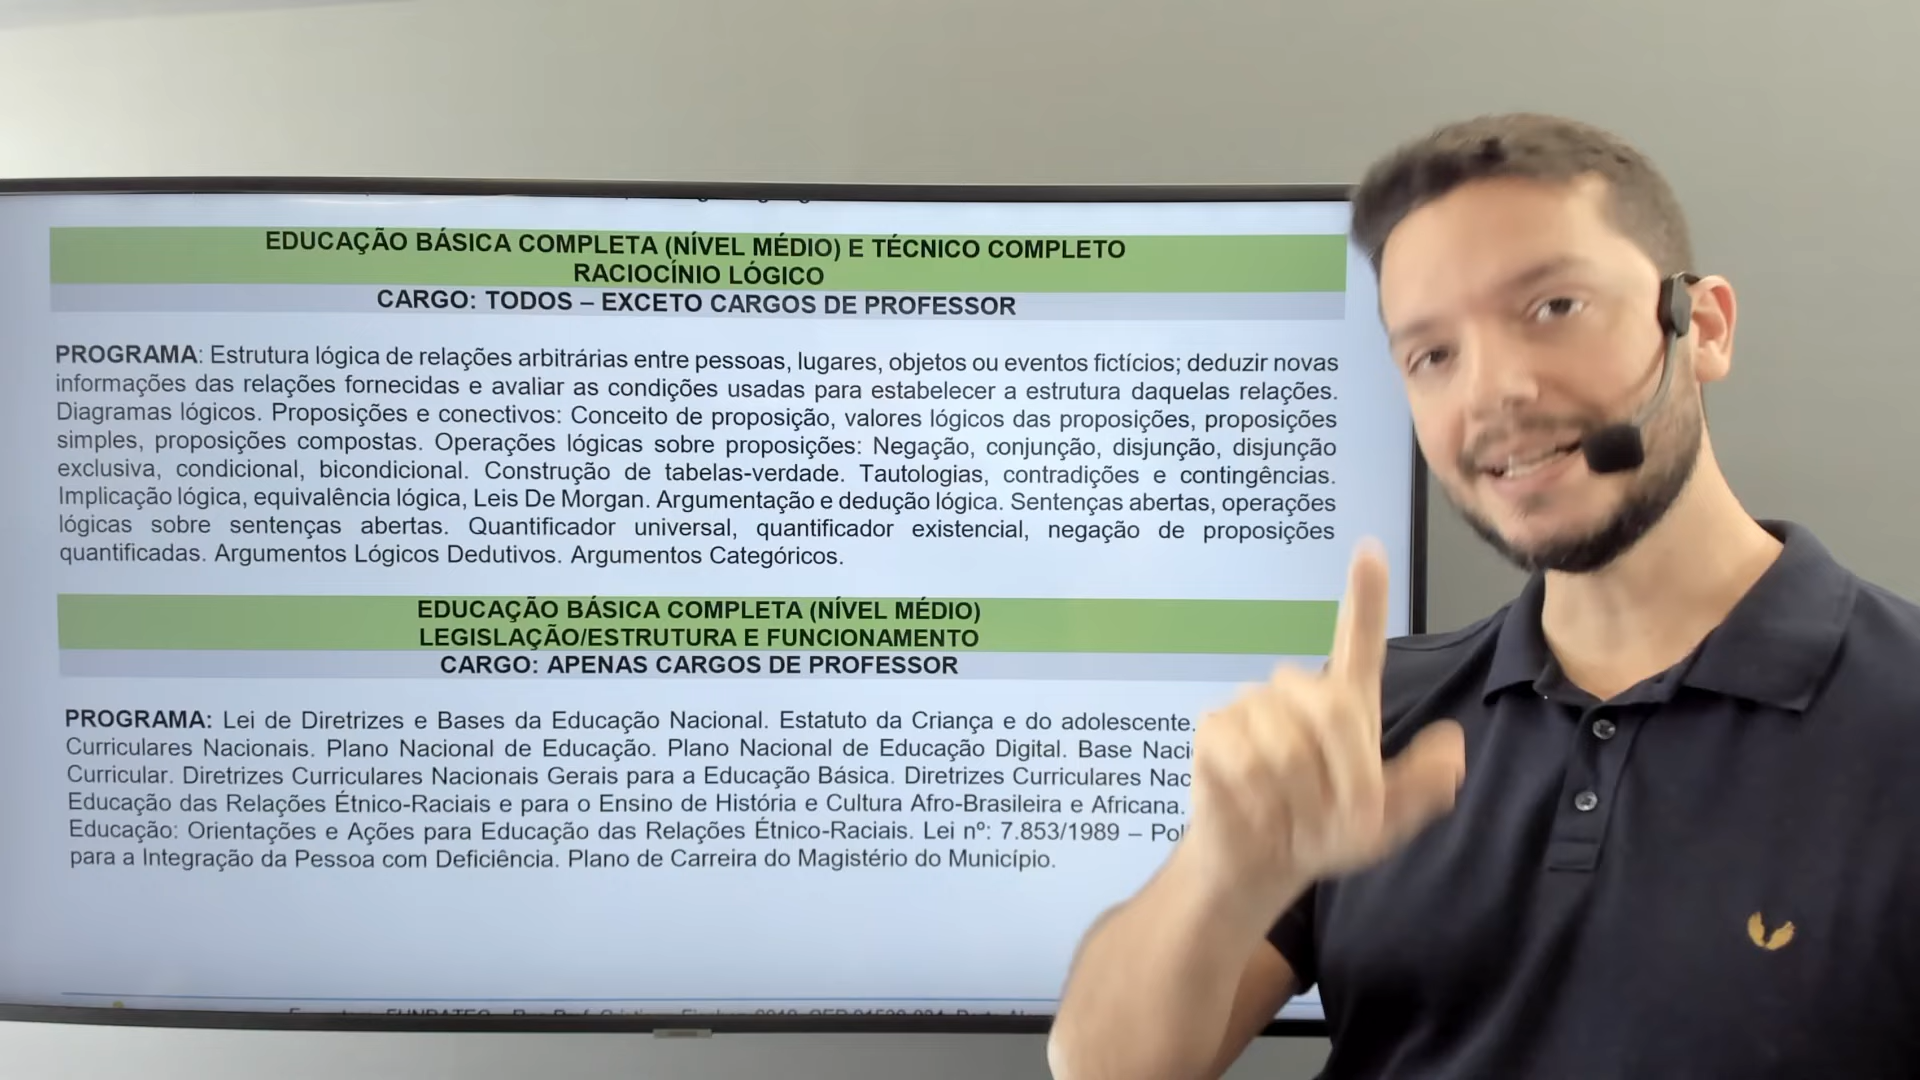 EDUCAÇÃO BÁSICA COMPLETA (NÍVEL MÉDIO) E TÉCNICO COMPLETO
RACIOCÍNIO LÓGICO
CARGO: TODOS – EXCETO CARGOS DE PROFESSOR
PROGRAMA: Estrutura lógica de relações arbitrárias entre pessoas, lugares, objetos ou eventos fictícios; deduzir novas
informações das relações fornecidas e avaliar as condições usadas para estabelecer a estrutura daquelas relações.
Diagramas lógicos. Proposições e conectivos: Conceito de proposição, valores lógicos das proposições, proposições
simples, proposições compostas. Operações lógicas sobre proposições: Negação, conjunção, disjunção, disjunção
exclusiva, condicional, bicondicional. Construção de tabelas-verdade. Tautologias, contradições e contingências.
Implicação lógica, equivalência lógica, Leis De Morgan. Argumentação e dedução lógica. Sentenças abertas, operações
lógicas sobre sentenças abertas. Quantificador universal, quantificador existencial, negação de proposições
quantificadas. Argumentos Lógicos Dedutivos. Argumentos Categóricos.
EDUCAÇÃO BÁSICA COMPLETA (NÍVEL MÉDIO)
LEGISLAÇÃO/ESTRUTURA E FUNCIONAMENTO
CARGO: APENAS CARGOS DE PROFESSOR
PROGRAMA: Lei de Diretrizes e Bases da Educação Nacional. Estatuto da Criança e do adolescente.
Curriculares Nacionais. Plano Nacional de Educação. Plano Nacional de Educação Digital. Base Naci
Curricular. Diretrizes Curriculares Nacionais Gerais para a Educação Básica. Diretrizes Curriculares Nac
Educação das Relações Étnico-Raciais e para o Ensino de História e Cultura Afro-Brasileira e Africana.
Educação: Orientações e Ações para Educação das Relações Étnico-Raciais. Lei nº: 7.853/1989 – Pol
para a Integração da Pessoa com Deficiência. Plano de Carreira do Magistério do Município.